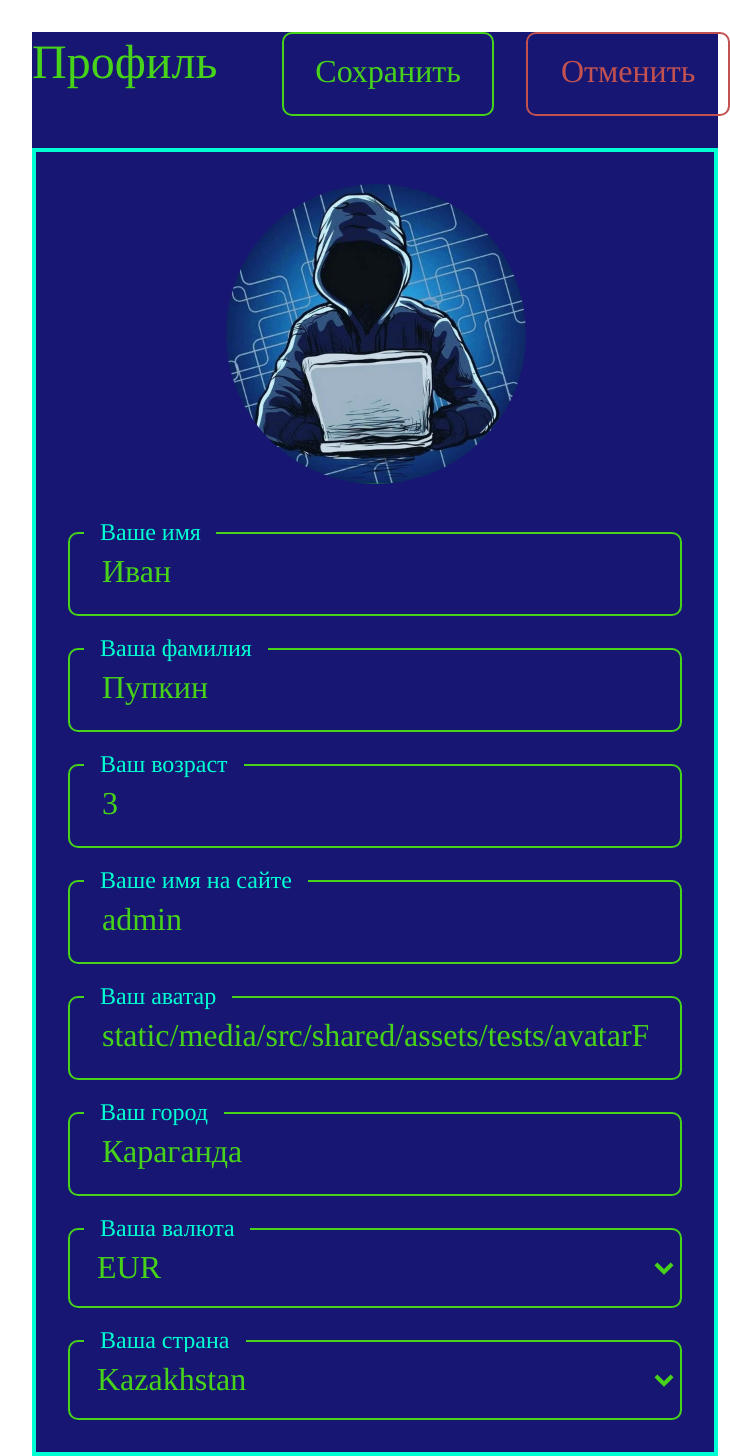 Профиль
Сохранить
Отменить
Ваше имя
Иван
Ваша фамилия
Пупкин
Ваш возраст
3
Ваше имя на сайте
admin
Ваш аватар
static/media/src/shared/assets/tests/avatarF
Ваш город
Караганда
Ваша валюта
EUR
Ваша страна
Kazakhstan